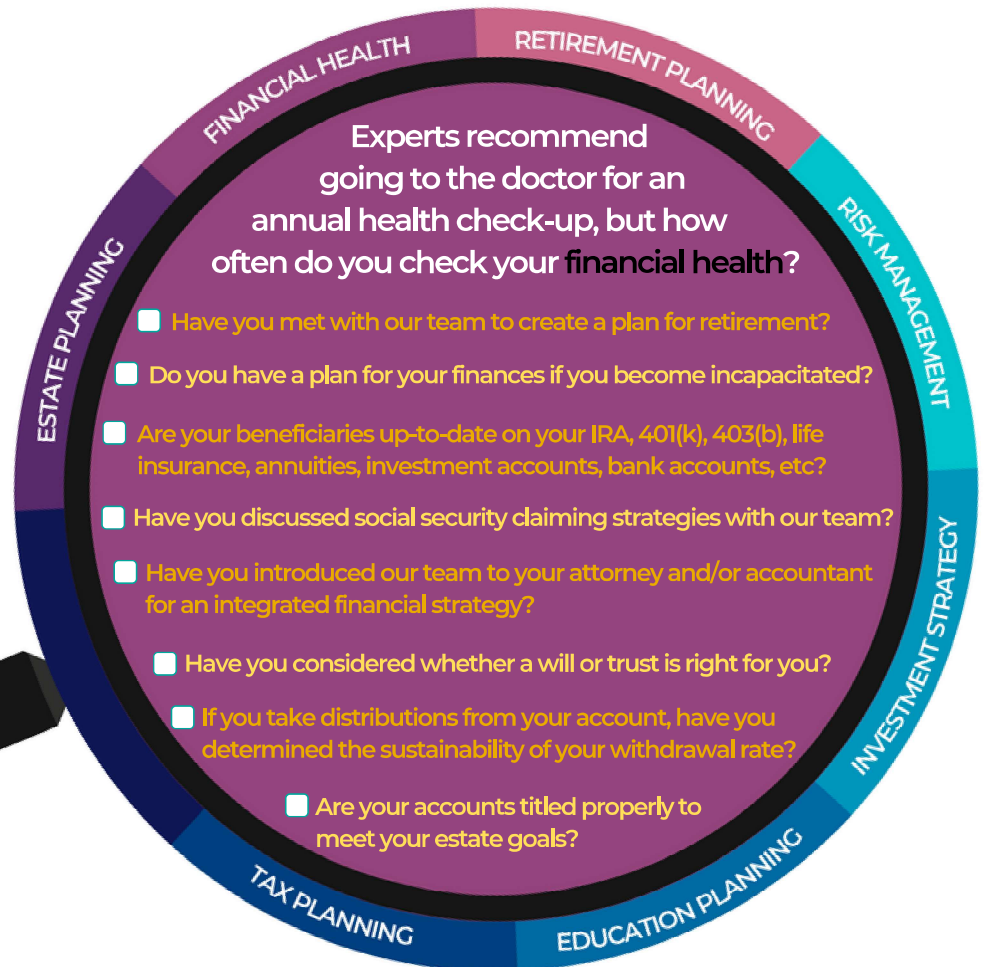 FINANCIAL HEALTH
RETIREMENT PLANNING
RISK MANAGEMENT
INVESTMENT STRATEGY
EDUCATION PLANNING
TAX PLANNING
ESTATE PLANNING
Experts recommend
going to the doctor for an
annual health check-up, but how
often do you check your financial health?
Have you met with our team to create a plan for retirement?
Do you have a plan for your finances if you become incapacitated?
Are your beneficiaries up-to-date on your IRA, 401(k), 403(b), life
insurance, annuities, investment accounts, bank accounts, etc?
Have you discussed social security claiming strategies with our team?
Have you introduced our team to your attorney and/or accountant
for an integrated financial strategy?
Have you considered whether a will or trust is right for you?
If you take distributions from your account, have you
determined the sustainability of your withdrawal rate?
Are your accounts titled properly to
meet your estate goals?